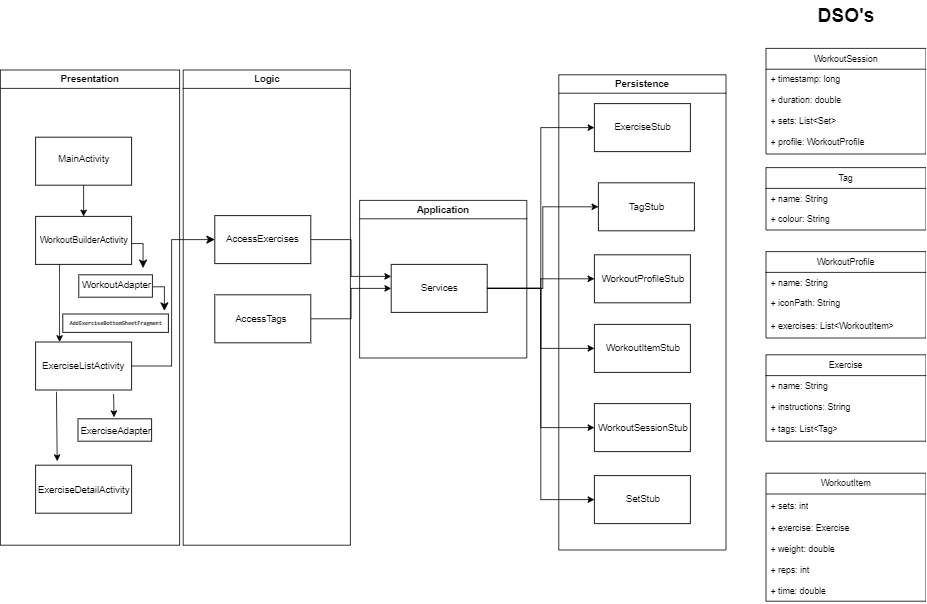 DSO's
Presentation
MainActivity
WorkoutBuilderActivity
WorkoutAdapter
AddExerciseBottomSheetFragment
ExerciseListActivity
ExerciseAdapter
ExerciseDetailActivity
Logic
AccessExercises
AccessTags
Application
Services
Persistence
ExerciseStub
TagStub
WorkoutProfileStub
WorkoutItemStub
WorkoutSessionStub
SetStub
WorkoutSession
+ timestamp: long
+ duration: double
+ sets: List<Set>
+ profile: WorkoutProfile
Tag
+ name: String
+ colour: String
WorkoutProfile
+ name: String
+ iconPath: String
+ exercises: List<WorkoutItem>
Exercise
+ name: String
+ instructions: String
+ tags: List<Tag>
WorkoutItem
+ sets: int
+ exercise: Exercise
+ weight: double
+ reps: int
+ time: double